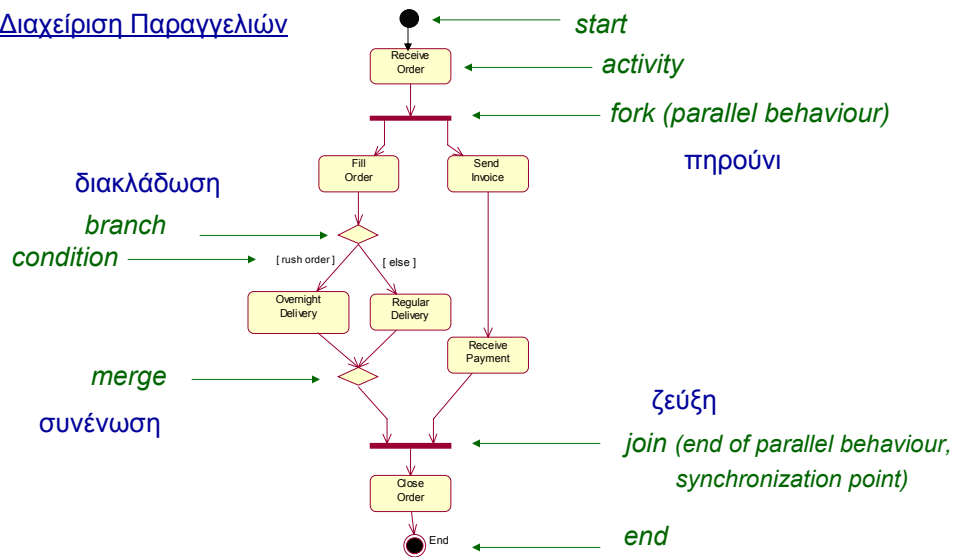 Διαχείριση Παραγγελιών
start
Receive
Order
activity
fork (parallel behaviour)
πηρούνι
Fill
Order
Send
Invoice
διακλάδωση
branch
condition
[ rush order ]
[ else ]
Overnight
Delivery
Regular
Delivery
Receive
Payment
merge
συνένωση
ζεύξη
join (end of parallel behaviour,
synchronization point)
Close
Order
End
end